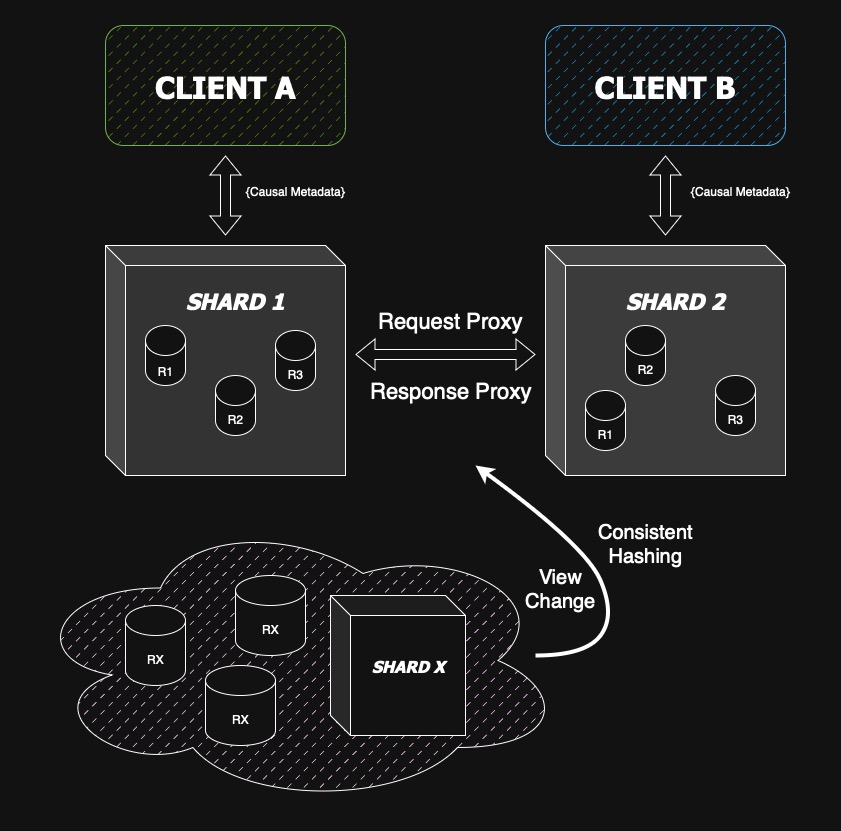 CLIENT A
CLIENT B
{Causal Metadata}
{Causal Metadata}
SHARD 1
SHARD 2
R1
R3
R2
Request Proxy
Response Proxy
R2
R1
R3
Consistent
Hashing
View
Change
RX
RX
RX
SHARD X